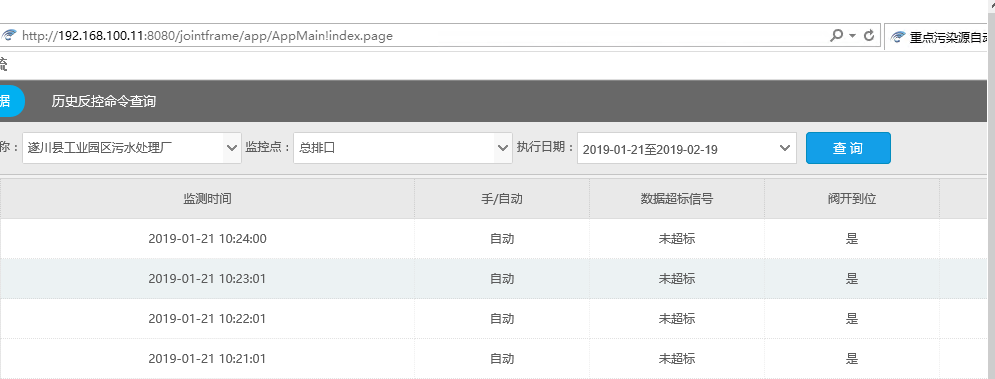 http://192.168.100.11:8080/jointframe/app/AppMain!index.page 重点污染源自动
流
据 历史反控命令查询
称： 遂川县工业园区污水处理厂 监控点： 总排口 执行日期： 2019-01-21至2019-02-19 查 询
监测时间 手/自动 数据超标信号 阀开到位
2019-01-21 10:24:00 自动 未超标 是
2019-01-21 10:23:01 自动 未超标 是
2019-01-21 10:22:01 自动 未超标 是
2019-01-21 10:21:01 自动 未超标 是